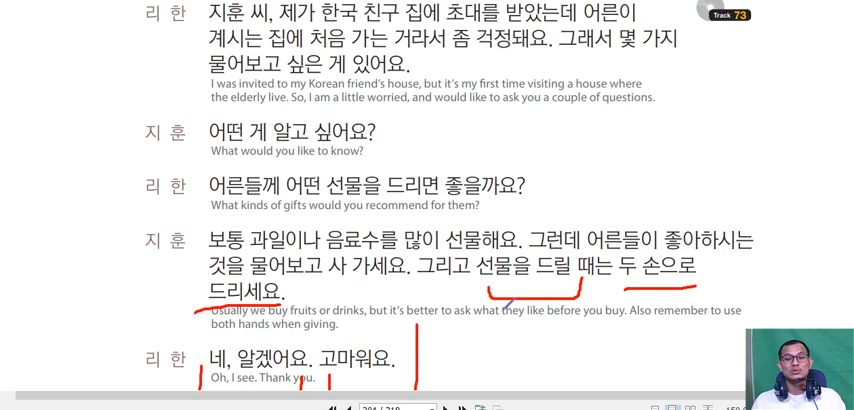 Track 73
리 한 지훈 씨, 제가 한국 친구 집에 초대를 받았는데 어른이
계시는 집에 처음 가는 거라서 좀 걱정돼요. 그래서 몇 가지
물어보고 싶은 게 있어요.
I was invited to my Korean friend's house, but it's my first time visiting a house where
the elderly live. So, I am a little worried, and would like to ask you a couple of questions.
지 훈 어떤 게 알고 싶어요?
What would you like to know?
리 한 어른들께 어떤 선물을 드리면 좋을까요?
What kinds of gifts would you recommend for them?
지 훈 보통 과일이나 음료수를 많이 선물해요. 그런데 어른들이 좋아하시는
것을 물어보고 사 가세요. 그리고 선물을 드릴 때는 두 손으로
드리세요.
Usually we buy fruits or drinks, but it's better to ask what they like before you buy. Also remember to use
both hands when giving.
리 한 네, 알겠어요. 고마워요.
Oh, I see. Thank you.
204 / 218